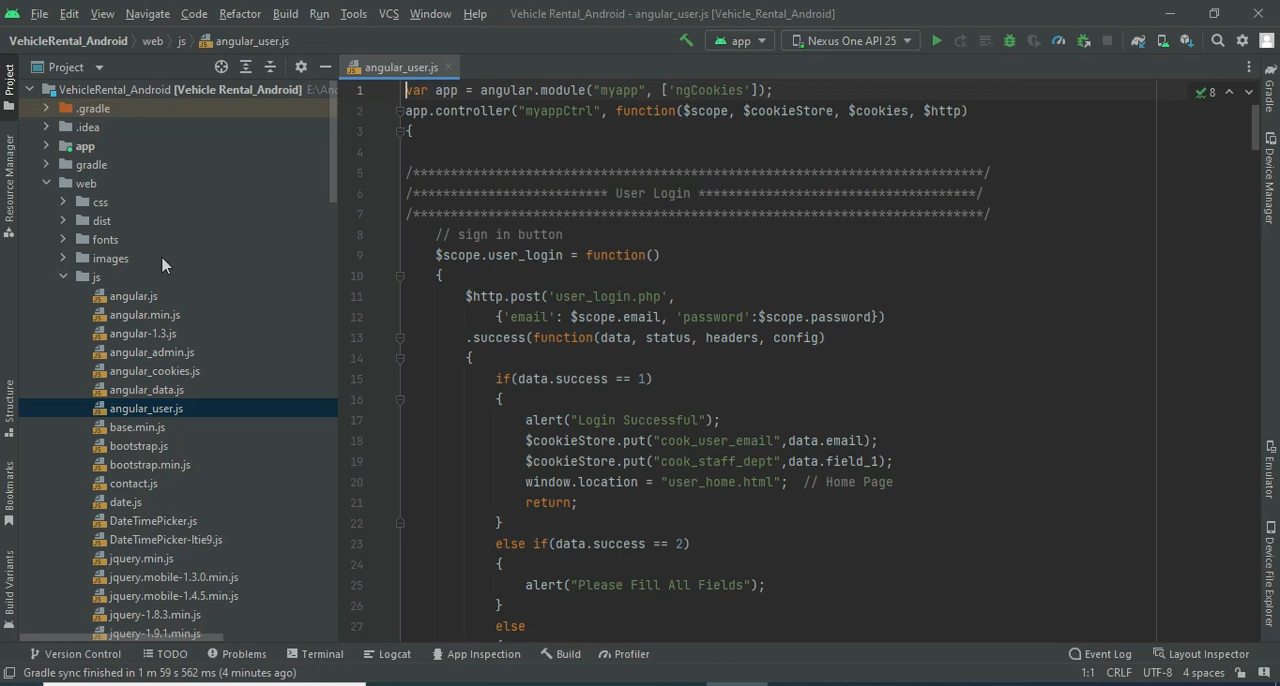 File Edit View Navigate Code Refactor Build Run Tools VCS Window Help Vehicle Rental_Android - angular_user.js [Vehicle_Rental_Android]
VehicleRental_Android web js angular_user.js app Nexus One API 25
Project angular_user.js
Project
Resource Manager
Structure
Bookmarks
Build Variants
VehicleRental_Android [Vehicle Rental_Android] E:\And
.gradle
.idea
app
gradle
web
css
dist
fonts
images
js
angular.js
angular.min.js
angular-1.3.js
angular_admin.js
angular_cookies.js
angular_data.js
angular_user.js
base.min.js
bootstrap.js
bootstrap.min.js
contact.js
date.js
DateTimePicker.js
DateTimePicker-ltie9.js
jquery.min.js
jquery.mobile-1.3.0.min.js
jquery.mobile-1.4.5.min.js
jquery-1.8.3.min.js
jquery-1.9.1.min.js
1 var app = angular.module("myapp", ['ngCookies']);
2 app.controller("myappCtrl", function($scope, $cookieStore, $cookies, $http)
3 {
4
5 /****************************************************************************/
6 /************************** User Login *************************************/
7 /****************************************************************************/
8 // sign in button
9 $scope.user_login = function()
10 {
11 $http.post('user_login.php',
12 {'email': $scope.email, 'password':$scope.password})
13 .success(function(data, status, headers, config)
14 {
15 if(data.success == 1)
16 {
17 alert("Login Successful");
18 $cookieStore.put("cook_user_email",data.email);
19 $cookieStore.put("cook_staff_dept",data.field_1);
20 window.location = "user_home.html"; // Home Page
21 return;
22 }
23 else if(data.success == 2)
24 {
25 alert("Please Fill All Fields");
26 }
27 else
8
Gradle
Device Manager
Emulator
Device File Explorer
Version Control TODO Problems Terminal Logcat App Inspection Build Profiler Event Log Layout Inspector
Gradle sync finished in 1 m 59 s 562 ms (4 minutes ago) 1:1 CRLF UTF-8 4 spaces